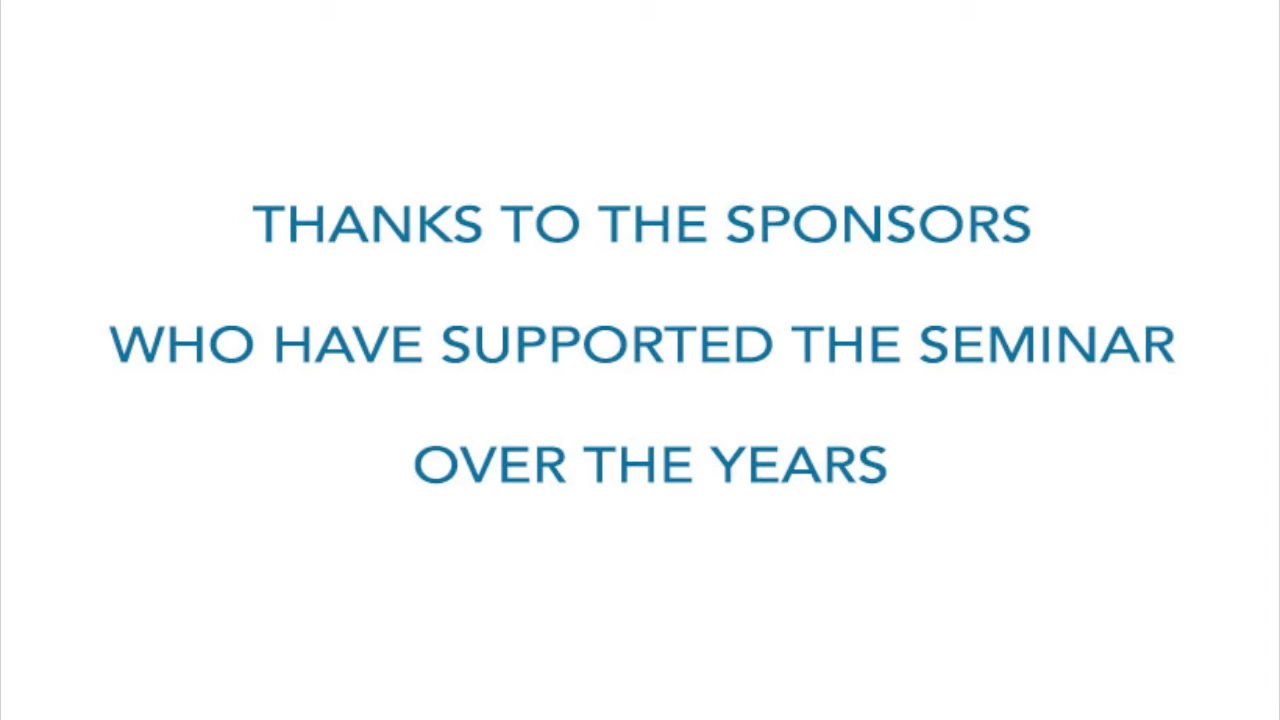 THANKS TO THE SPONSORS
WHO HAVE SUPPORTED THE SEMINAR
OVER THE YEARS